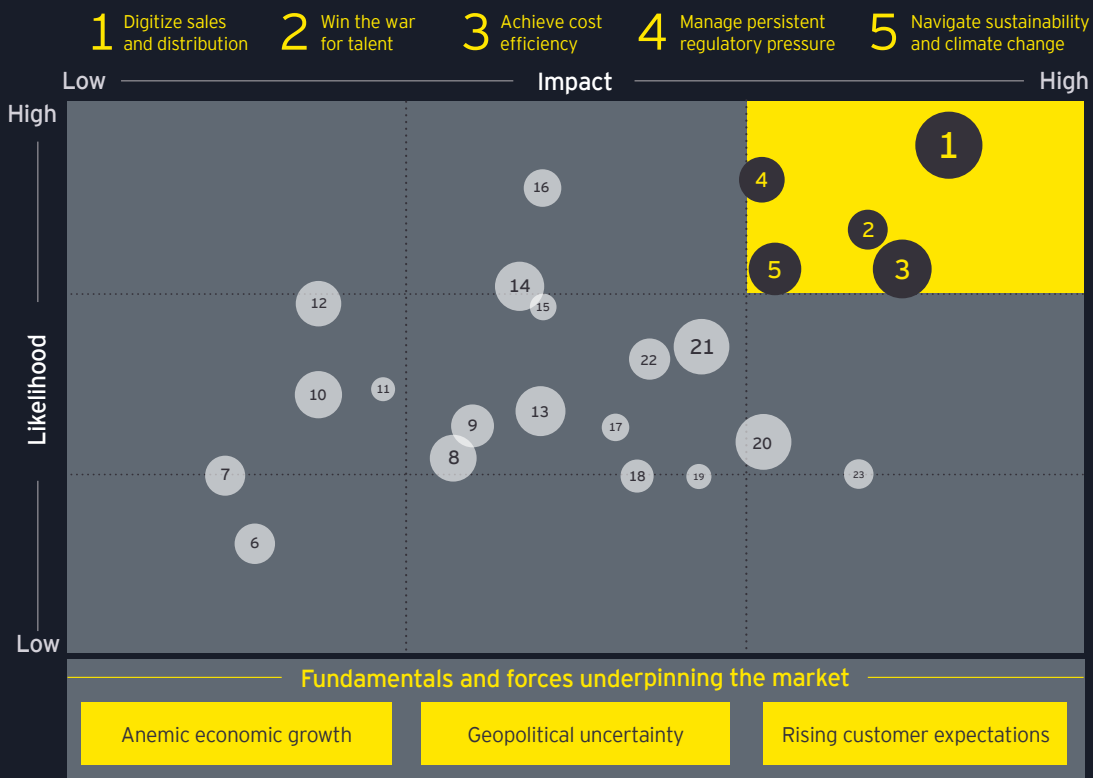 1 Digitize sales
and distribution
2 Win the war
for talent
3 Achieve cost
efficiency
4 Manage persistent
regulatory pressure
5 Navigate sustainability
and climate change
Low Impact High
High
Likelihood
Low
1
4
16
2
5
3
14
12
15
21
22
11
10
13
9
17
20
8
7
18
19
23
6
Fundamentals and forces underpinning the market
Anemic economic growth
Geopolitical uncertainty
Rising customer expectations